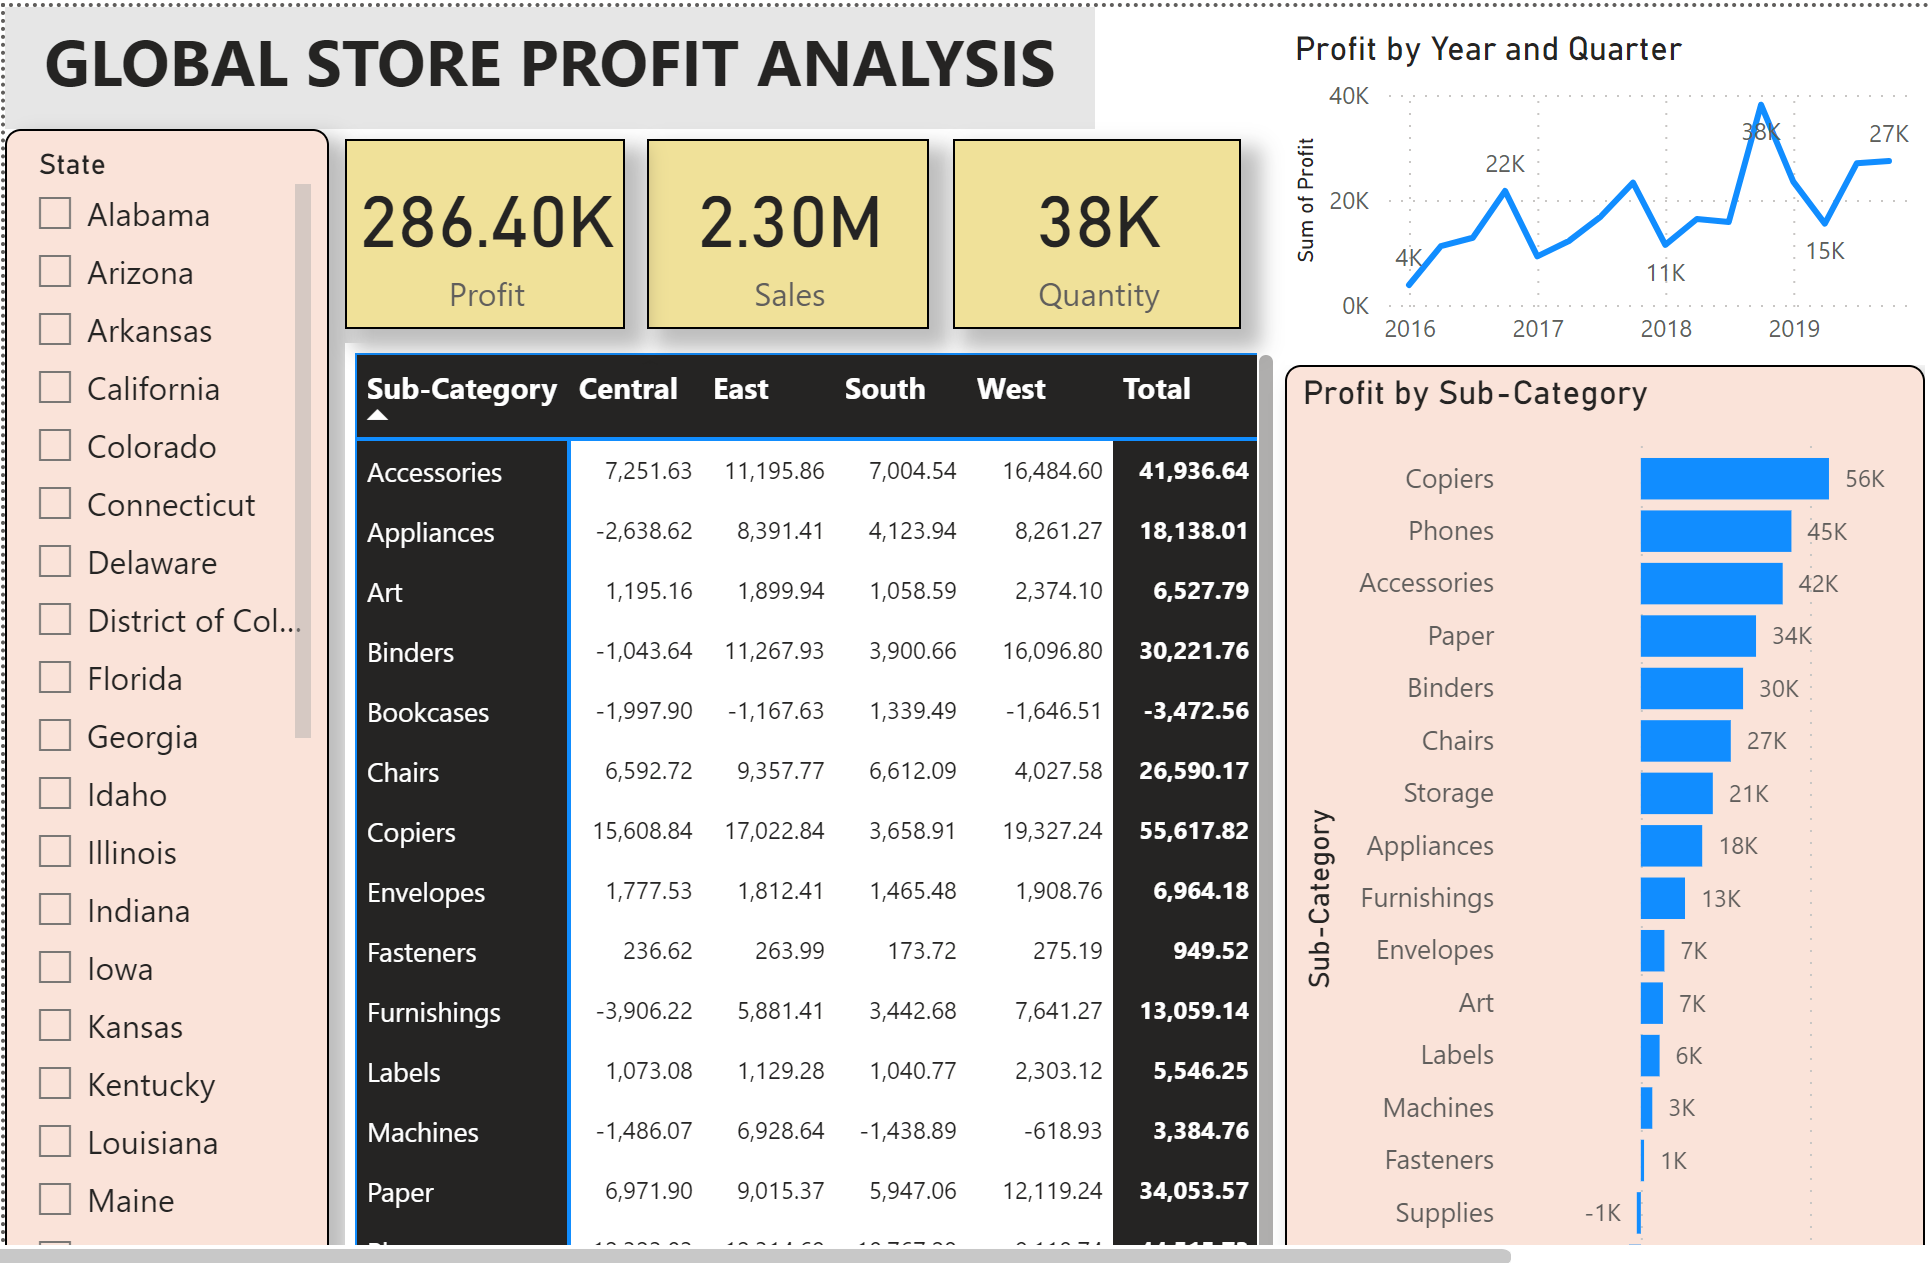 GLOBAL STORE PROFIT ANALYSIS
State
Alabama
Arizona
Arkansas
California
Colorado
Connecticut
Delaware
District of Col...
Florida
Georgia
Idaho
Illinois
Indiana
Iowa
Kansas
Kentucky
Louisiana
Maine
286.40K
Profit
2.30M
Sales
38K
Quantity
Sub-Category Central East South West Total
Accessories 7,251.63 11,195.86 7,004.54 16,484.60 41,936.64
Appliances -2,638.62 8,391.41 4,123.94 8,261.27 18,138.01
Art 1,195.16 1,899.94 1,058.59 2,374.10 6,527.79
Binders -1,043.64 11,267.93 3,900.66 16,096.80 30,221.76
Bookcases -1,997.90 -1,167.63 1,339.49 -1,646.51 -3,472.56
Chairs 6,592.72 9,357.77 6,612.09 4,027.58 26,590.17
Copiers 15,608.84 17,022.84 3,658.91 19,327.24 55,617.82
Envelopes 1,777.53 1,812.41 1,465.48 1,908.76 6,964.18
Fasteners 236.62 263.99 173.72 275.19 949.52
Furnishings -3,906.22 5,881.41 3,442.68 7,641.27 13,059.14
Labels 1,073.08 1,129.28 1,040.77 2,303.12 5,546.25
Machines -1,486.07 6,928.64 -1,438.89 -618.93 3,384.76
Paper 6,971.90 9,015.37 5,947.06 12,119.24 34,053.57
Profit by Year and Quarter
Sum of Profit
40K
20K
0K
4K
22K
11K
38K
15K
27K
2016 2017 2018 2019
Profit by Sub-Category
Sub-Category
Copiers 56K
Phones 45K
Accessories 42K
Paper 34K
Binders 30K
Chairs 27K
Storage 21K
Appliances 18K
Furnishings 13K
Envelopes 7K
Art 7K
Labels 6K
Machines 3K
Fasteners 1K
Supplies -1K